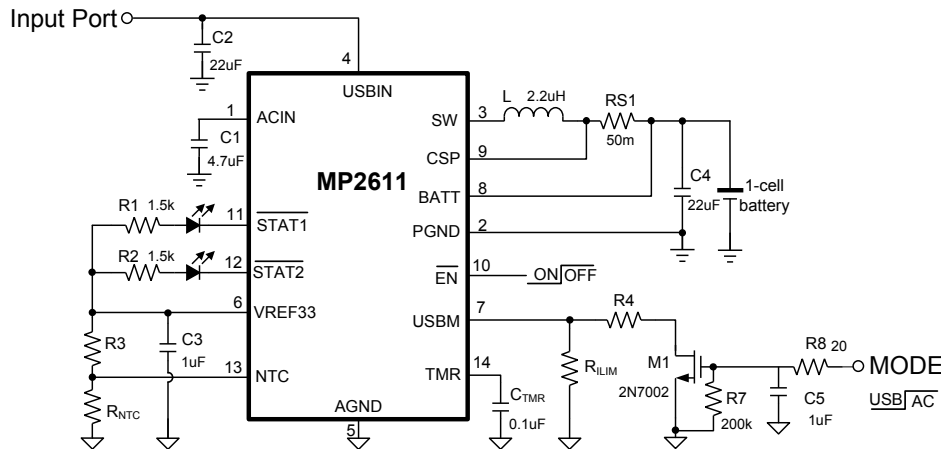 Input Port
C2
22uF
4
USBIN
1
ACIN
C1
4.7uF
MP2611
SW
3
L
2.2uH
RS1
50m
CSP
9
BATT
8
C4
22uF
1-cell
battery
PGND
2
R1
1.5k
11
STAT1
R2
1.5k
12
STAT2
EN
10
ON OFF
6
VREF33
USBM
7
R4
R3
C3
1uF
13
NTC
RNTC
RILIM
M1
2N7002
R8
20
MODE
USB AC
R7
200k
C5
1uF
TMR
14
CTMR
0.1uF
AGND
5